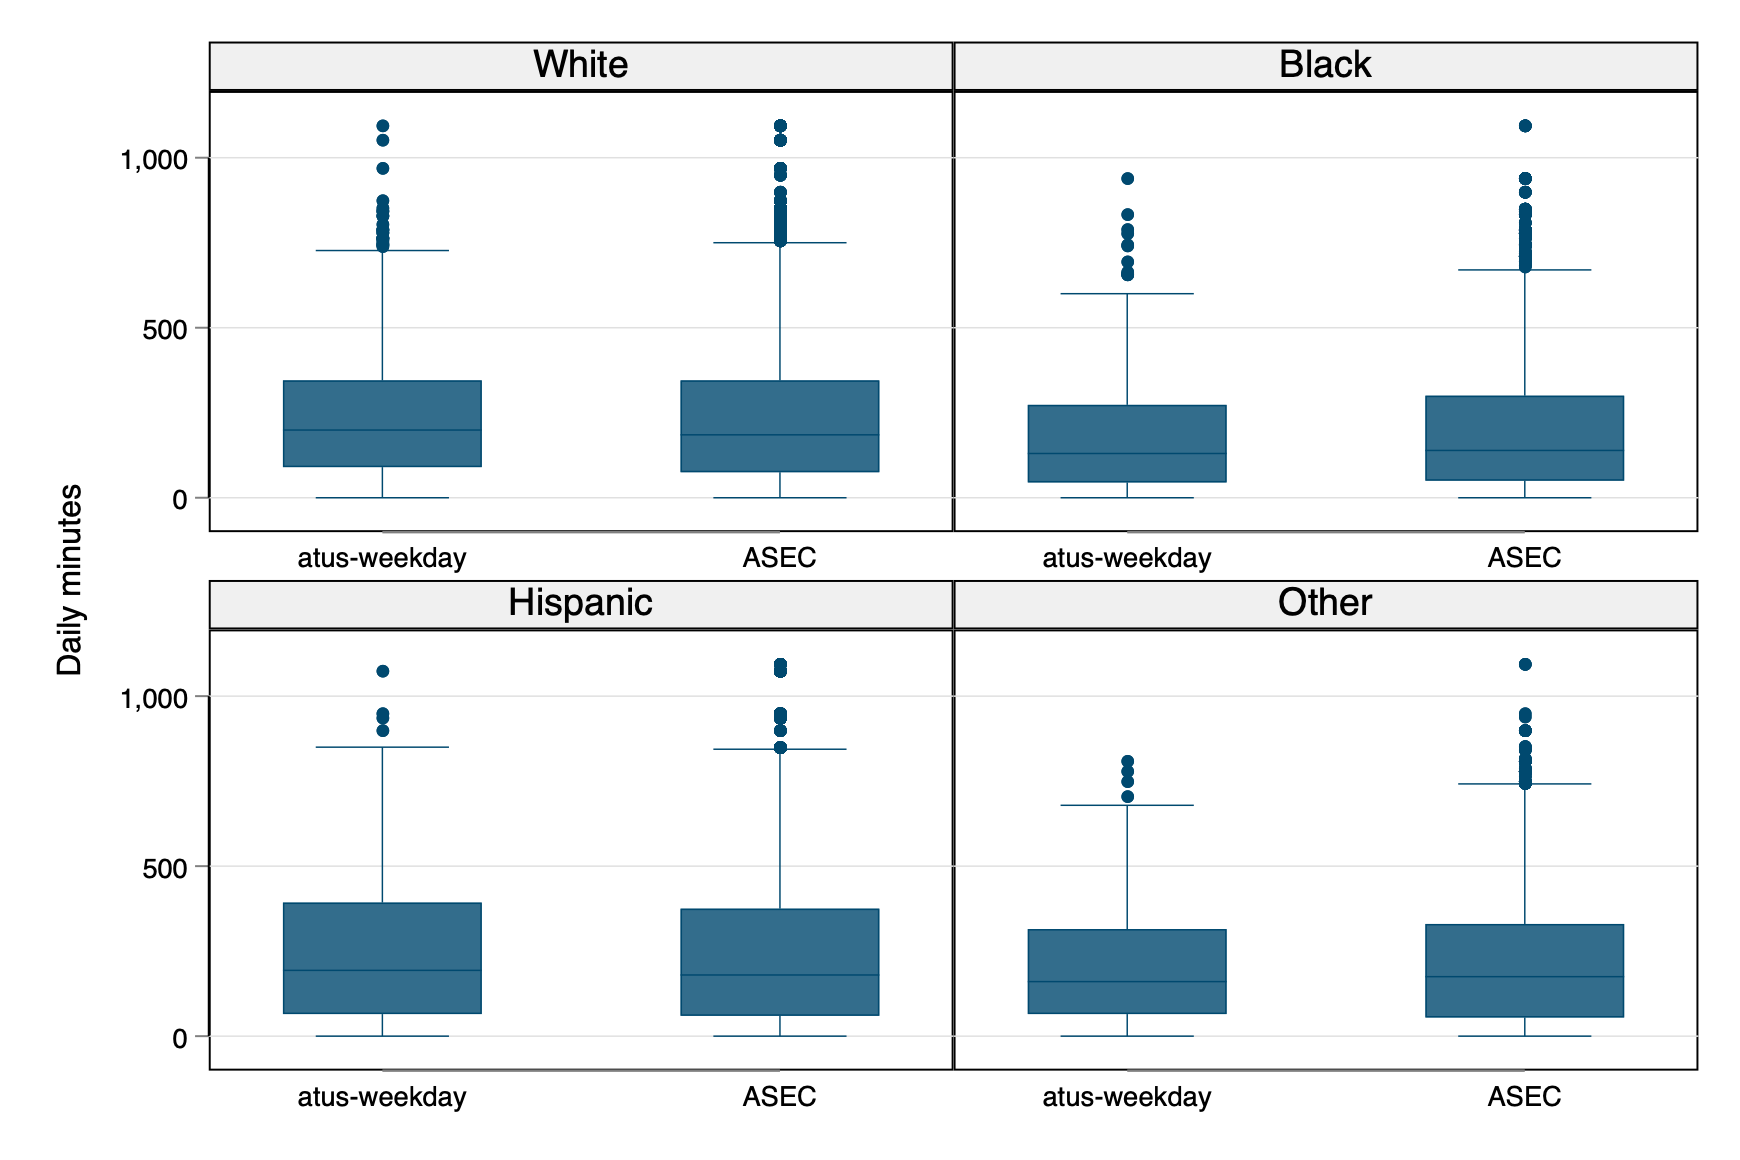 Daily minutes
White
Black
1,000
500
0
atus-weekday
ASEC
atus-weekday
ASEC
Hispanic
Other
1,000
500
0
atus-weekday
ASEC
atus-weekday
ASEC